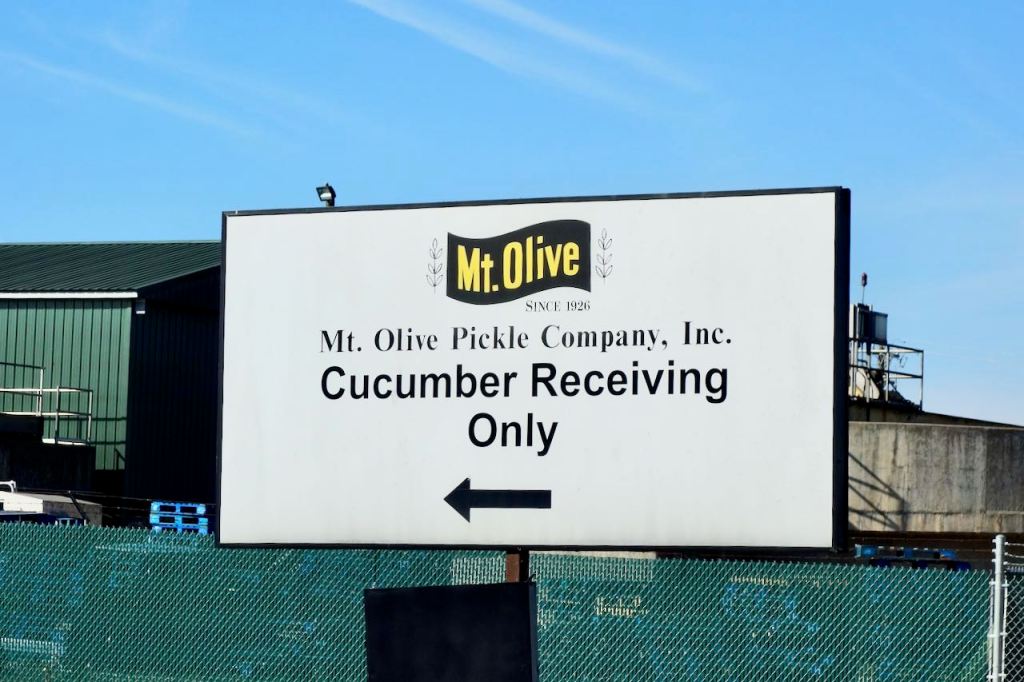 Mt. Olive
SINCE 1926
Mt. Olive Pickle Company, Inc.
Cucumber Receiving
Only